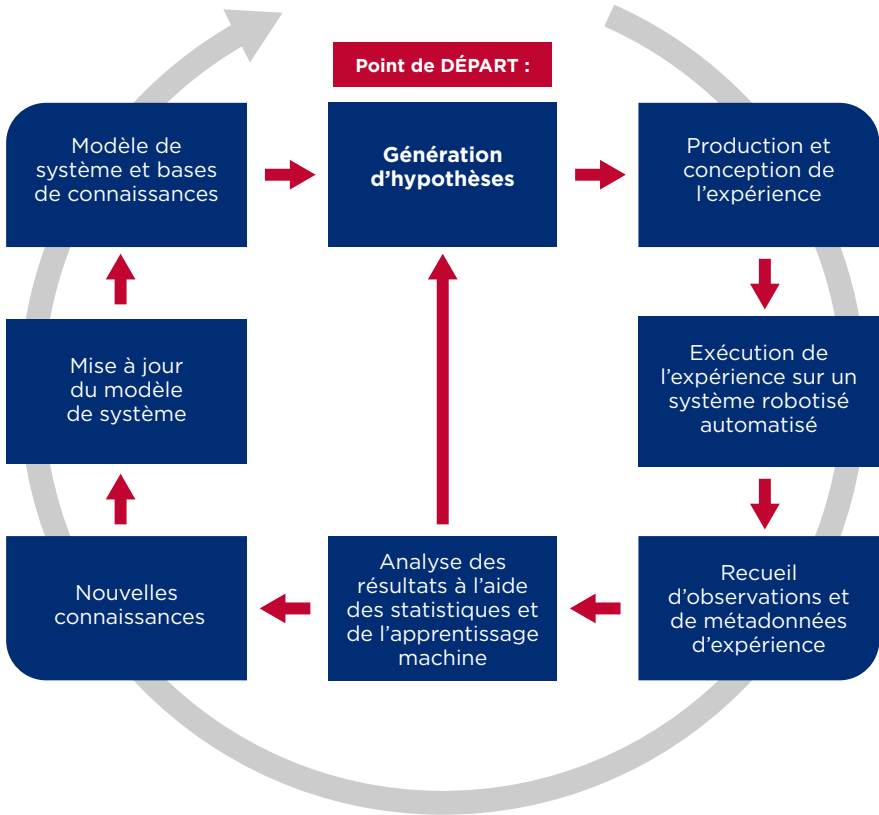 Point de DÉPART :
Génération
d’hypothèses
Production et
conception de
l’expérience
Exécution de
l’expérience sur un
système robotisé
automatisé
Recueil
d’observations et
de métadonnées
d’expérience
Analyse des
résultats à l’aide
des statistiques et
de l’apprentissage
machine
Nouvelles
connaissances
Mise à jour
du modèle
de système
Modèle de
système et bases
de connaissances